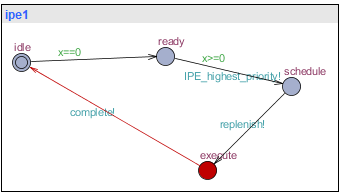 ipe1
idle
ready
x==0
x>=0
IPE_highest_priority!
schedule
complete!
replenish!
execute